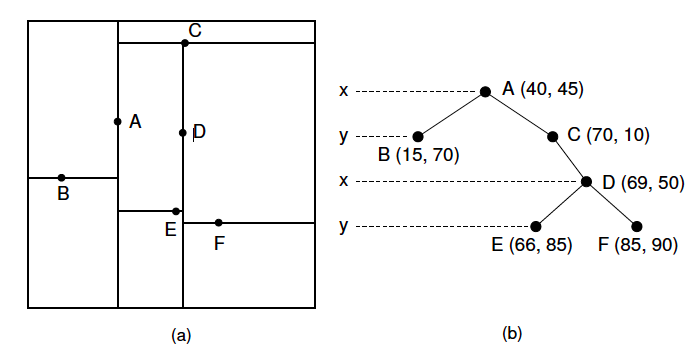 C
A
D
B
E
F
(a)
x
A (40, 45)
y
C (70, 10)
B (15, 70)
x
D (69, 50)
y
E (66, 85)
F (85, 90)
(b)